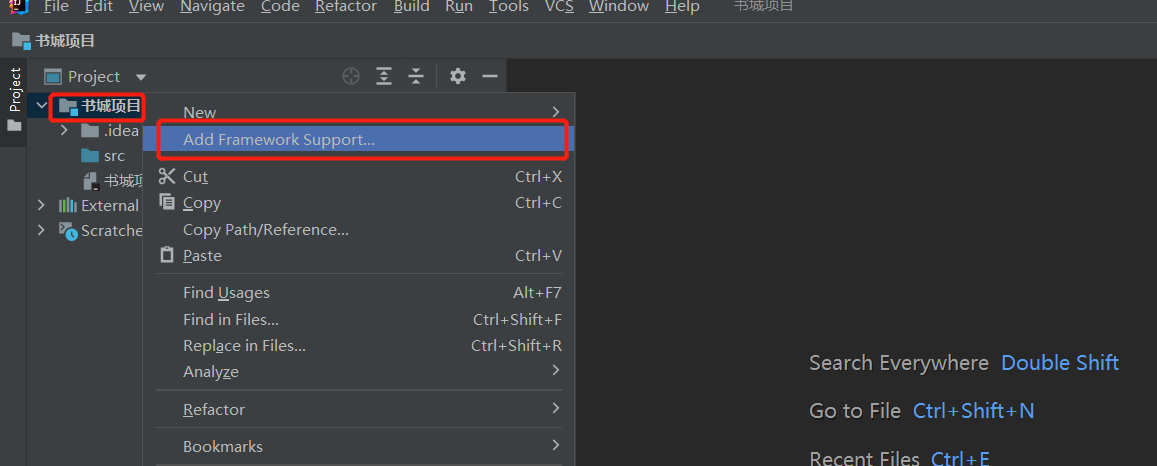 File Edit View Navigate Code Refactor Build Run Tools VCS Window Help 书城项目
书城项目
Project
Project
书城项目
.idea
src
书城项
External
Scratche
New
Add Framework Support...
Cut Ctrl+X
Copy Ctrl+C
Copy Path/Reference...
Paste Ctrl+V
Find Usages Alt+F7
Find in Files... Ctrl+Shift+F
Replace in Files... Ctrl+Shift+R
Analyze
Refactor
Bookmarks
Search Everywhere Double Shift
Go to File Ctrl+Shift+N
Recent Files Ctrl+E